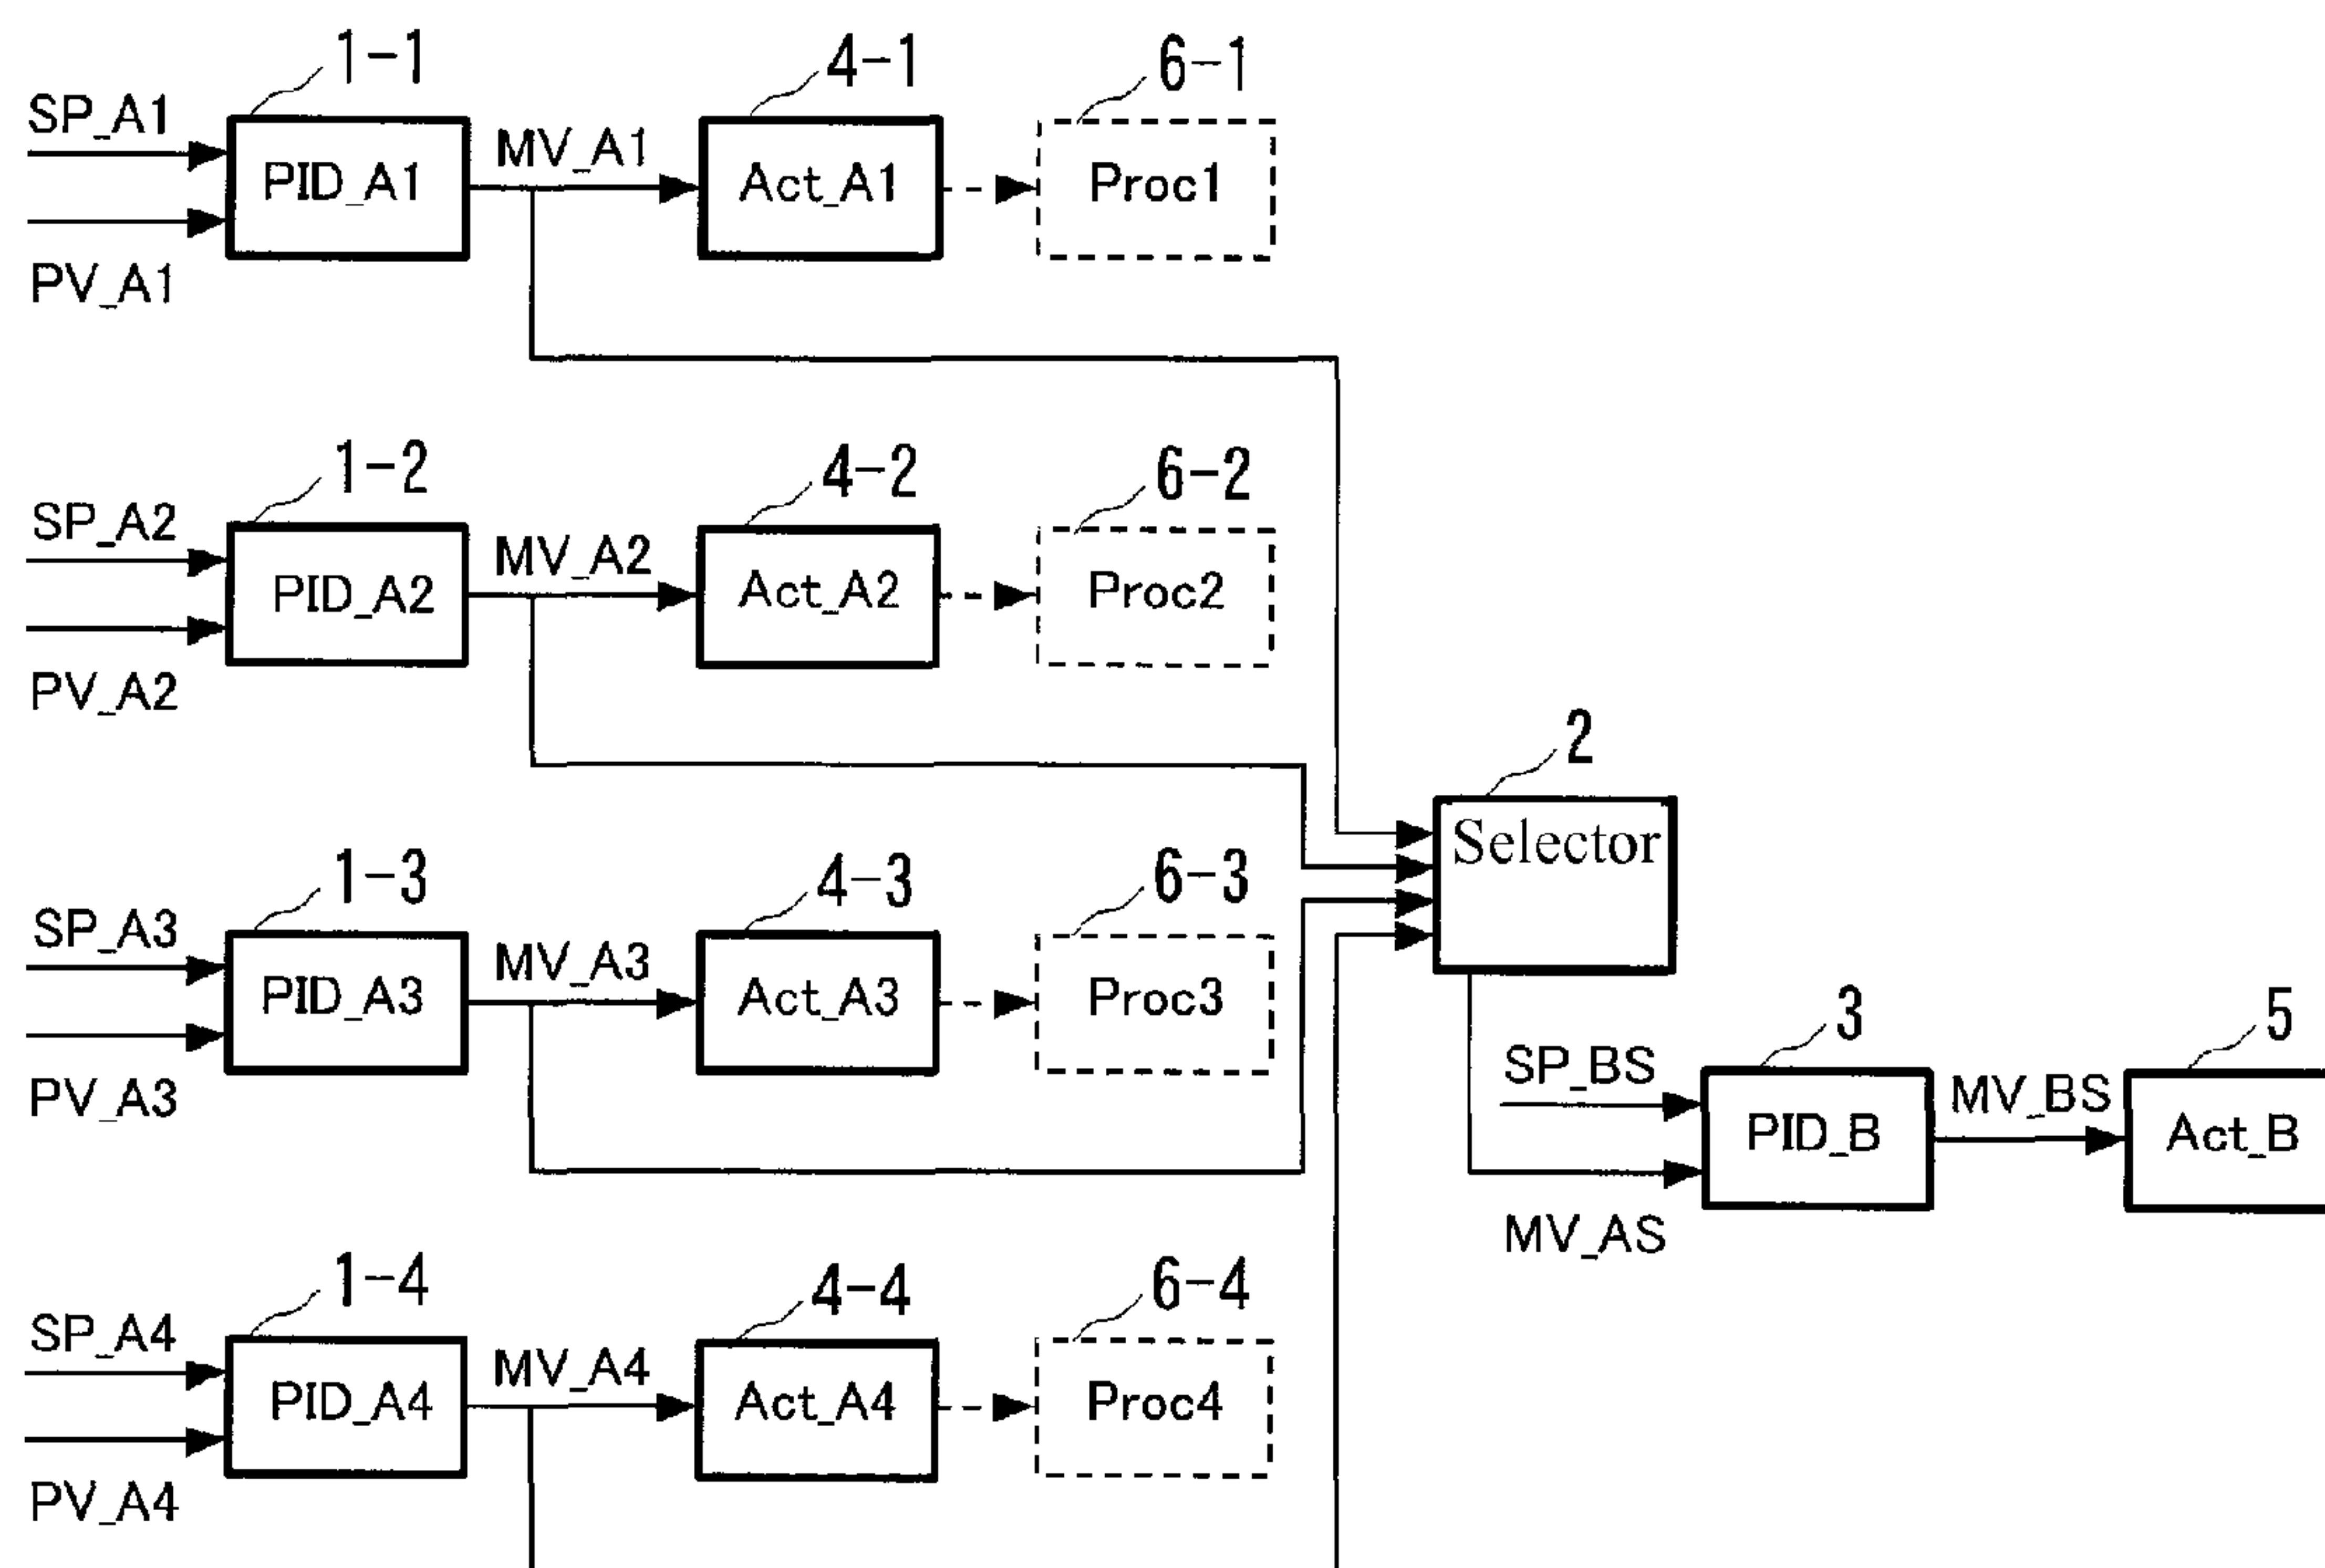 1-1 4-1 6-1
SP_A1
PID_A1 MV_A1 Act_A1 Proc1
PV_A1
1-2 4-2 6-2
SP_A2
PID_A2 MV_A2 Act_A2 Proc2
PV_A2
2
Selector
1-3 4-3 6-3
SP_A3
PID_A3 MV_A3 Act_A3 Proc3
PV_A3
3 5
SP_BS
PID_B MV_BS Act_B
MV_AS
1-4 4-4 6-4
SP_A4
PID_A4 MV_A4 Act_A4 Proc4
PV_A4